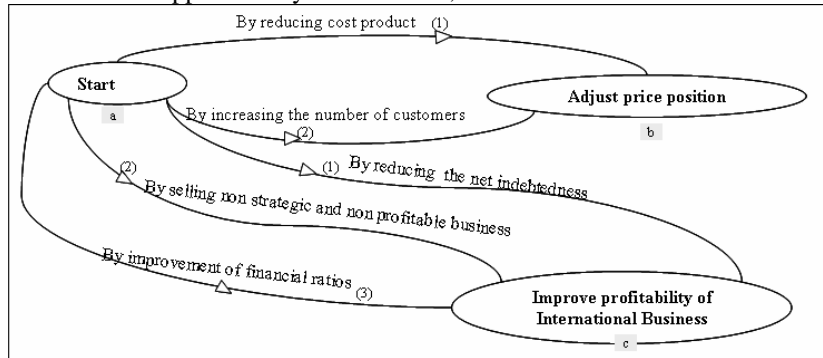 By reducing cost product (1)
Start
a
Adjust price position
b
By increasing the number of customers
(2)
(1) By reducing the net indebtedness
(2)
By selling non strategic and non profitable business
By improvement of financial ratios
(3)
Improve profitability of
International Business
c